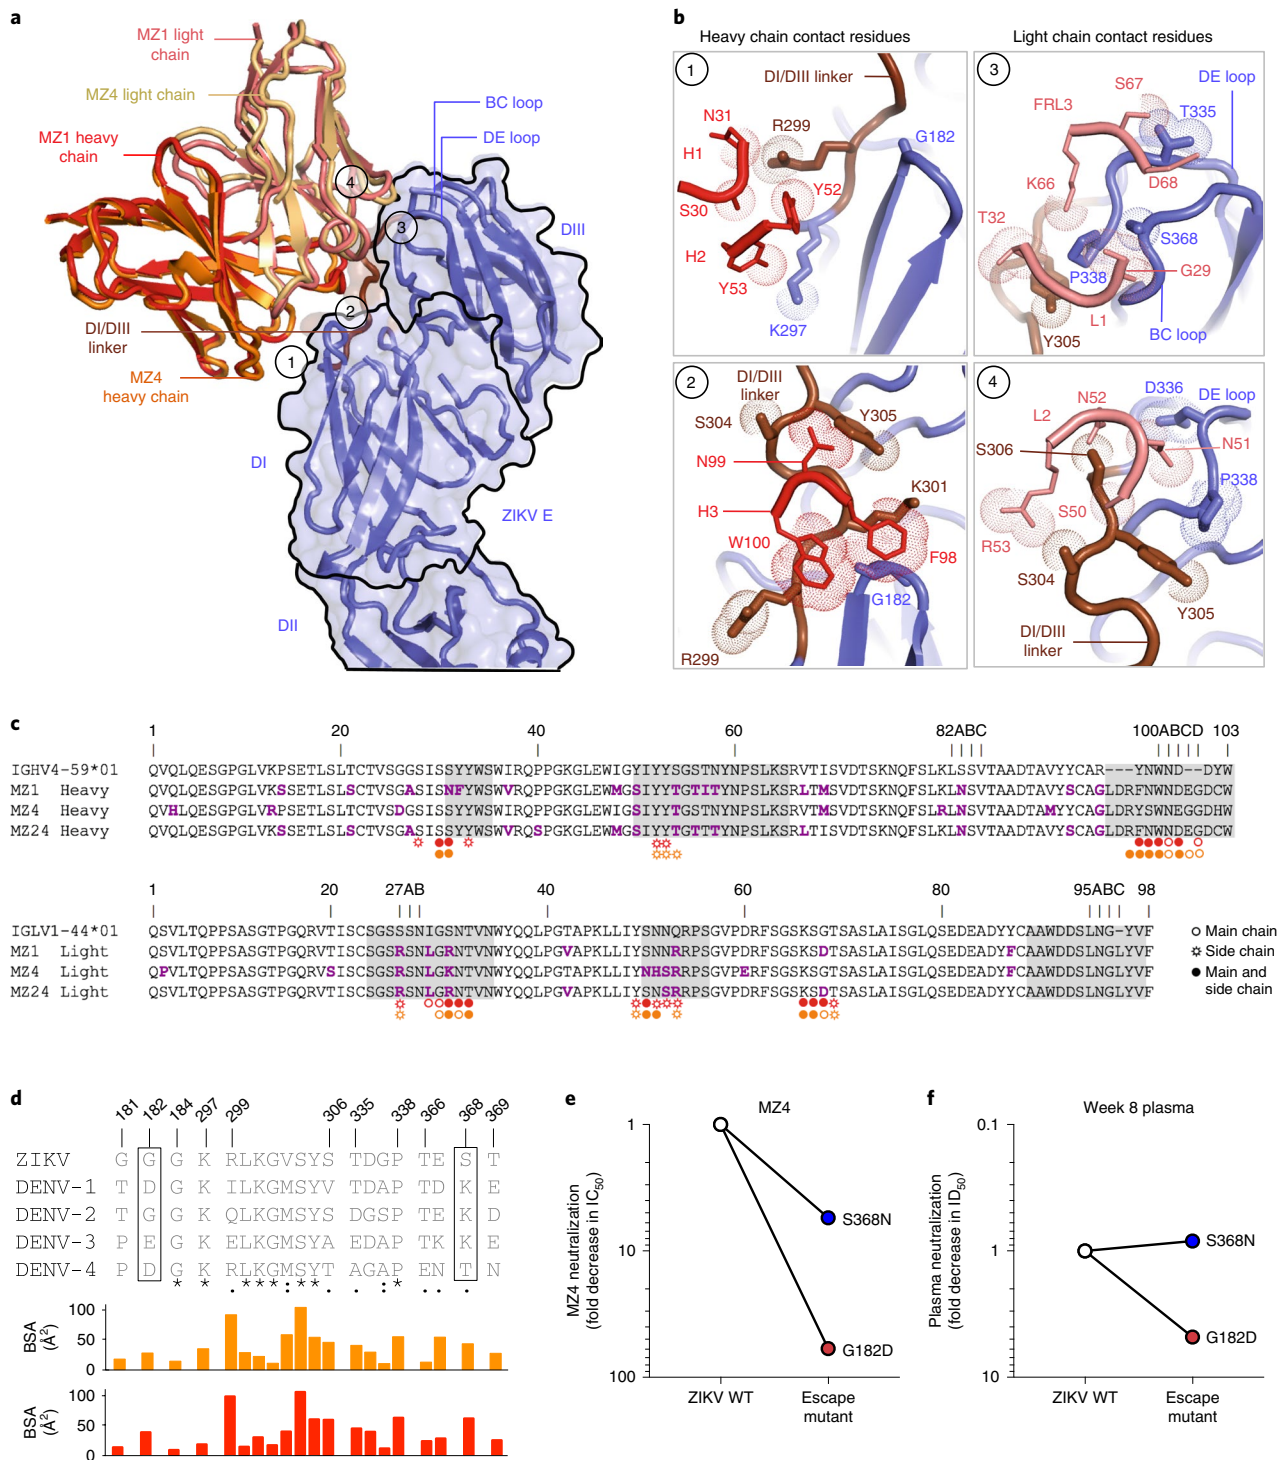 a
MZ1 light
chain
MZ4 light chain
MZ1 heavy
chain
BC loop
DE loop
4
3
DIII
2
DI/DIII
linker
1
MZ4
heavy chain
DI
ZIKV E
DII
b
Heavy chain contact residues
Light chain contact residues
1
DI/DIII linker
N31
R299
G182
H1
Y52
S30
H2
Y53
K297
3
S67
DE loop
FRL3
T335
K66
D68
T32
S368
P338
G29
L1
BC loop
Y305
2
DI/DIII
linker
Y305
S304
N99
K301
H3
W100
F98
G182
R299
4
D336
DE loop
N52
L2
S306
N51
P338
S50
R53
S304
Y305
DI/DIII
linker
c
1 20 40 60 82ABC 100ABCD 103
IGHV4-59*01 QVQLQESGPGLVKPSETLSLTCTVSGGSISSYYWSWIRQPPGKGLEWIGYIYYSGSTNYNPSLKSRVTISVDTSKNQFSLKLSSVTAADTAVYYCAR---YNWND--DYW
MZ1 Heavy QVQLQESGPGLVKSSETLSLSCTVSGASISNFYWSWVRQPPGKGLEWMGSIYYTGTITYNPSLKSRLTMSVDTSKNQFSLKLNSVTAADTAVYSCAGLDRFNWNDEGDCW
MZ4 Heavy QVHLQESGPGLVRPSETLSLTCTVSDGSISSYYWSWIRQPPGKGLEWIGSIYYTGSTNYNPSLKSRVTMSVDTSKNQFSLRLSSVTAADTAMYYCARLDRYSWNEGGDHW
MZ24 Heavy QVQLQESGPGLVKSSETLSLSCTVSGASISSYYWSWVRQSPGKGLEWMGSIYYTGTTTYNPSLKSRLTISVDTSKNQFSLKLNSVTAADTAVYSCAGLDRFNWNDEGDCW
1 20 27AB 40 60 80 95ABC 98
IGLV1-44*01 QSVLTQPPSASGTPGQRVTISCSGSSSNIGSNTVNWYQQLPGTAPKLLIYSNNQRPSGVPDRFSGSKSGTSASLAISGLQSEDEADYYCAAWDDSLNG-YVF
MZ1 Light QSVLTQPPSASGTPGQRVTISCSGSRSNLGRNTVNWYQQLPGVAPKLLIYSNNRRPSGVPDRFSGSKSDTSASLAISGLQSEDEADYFCAAWDDSLNGLYVF
MZ4 Light QPVLTQPPSASGTPGQRVSISCSGSRSNLGKNTVNWYQQLPGTAPKLLIYNHSRRPSGVPERFSGSKSGTSASLAISGLQSEDEADYFCAAWDDSLNGLYVF
MZ24 Light QSVLTQPPSASGTPGQRVTISCSGSRSNLGRNTVNWYQQLPGVAPKLLIYSNSRRPSGVPDRFSGSKSDTSASLAISGLQSEDEADYYCAAWDDSLNGLYVF
Main chain
Side chain
Main and
side chain
d
181 182 184 297 299 306 335 338 366 368 369
ZIKV G G G K RLKGVSYS TDGP TE S T
DENV-1 T D G K ILKGMSYV TDAP TD K E
DENV-2 T G G K QLKGMSYS DGSP TE K D
DENV-3 P E G K ELKGMSYA EDAP TK K E
DENV-4 P D G K RLKGMSYT AGAP EN T N
* * . ***:** . . :* .. .
100
50
0
BSA
(Å²)
100
50
0
BSA
(Å²)
e
MZ4
MZ4 neutralization
(fold decrease in IC₅₀)
1
10
100
S368N
G182D
ZIKV WT
Escape
mutant
f
Week 8 plasma
Plasma neutralization
(fold decrease in ID₅₀)
0.1
1
10
S368N
G182D
ZIKV WT
Escape
mutant